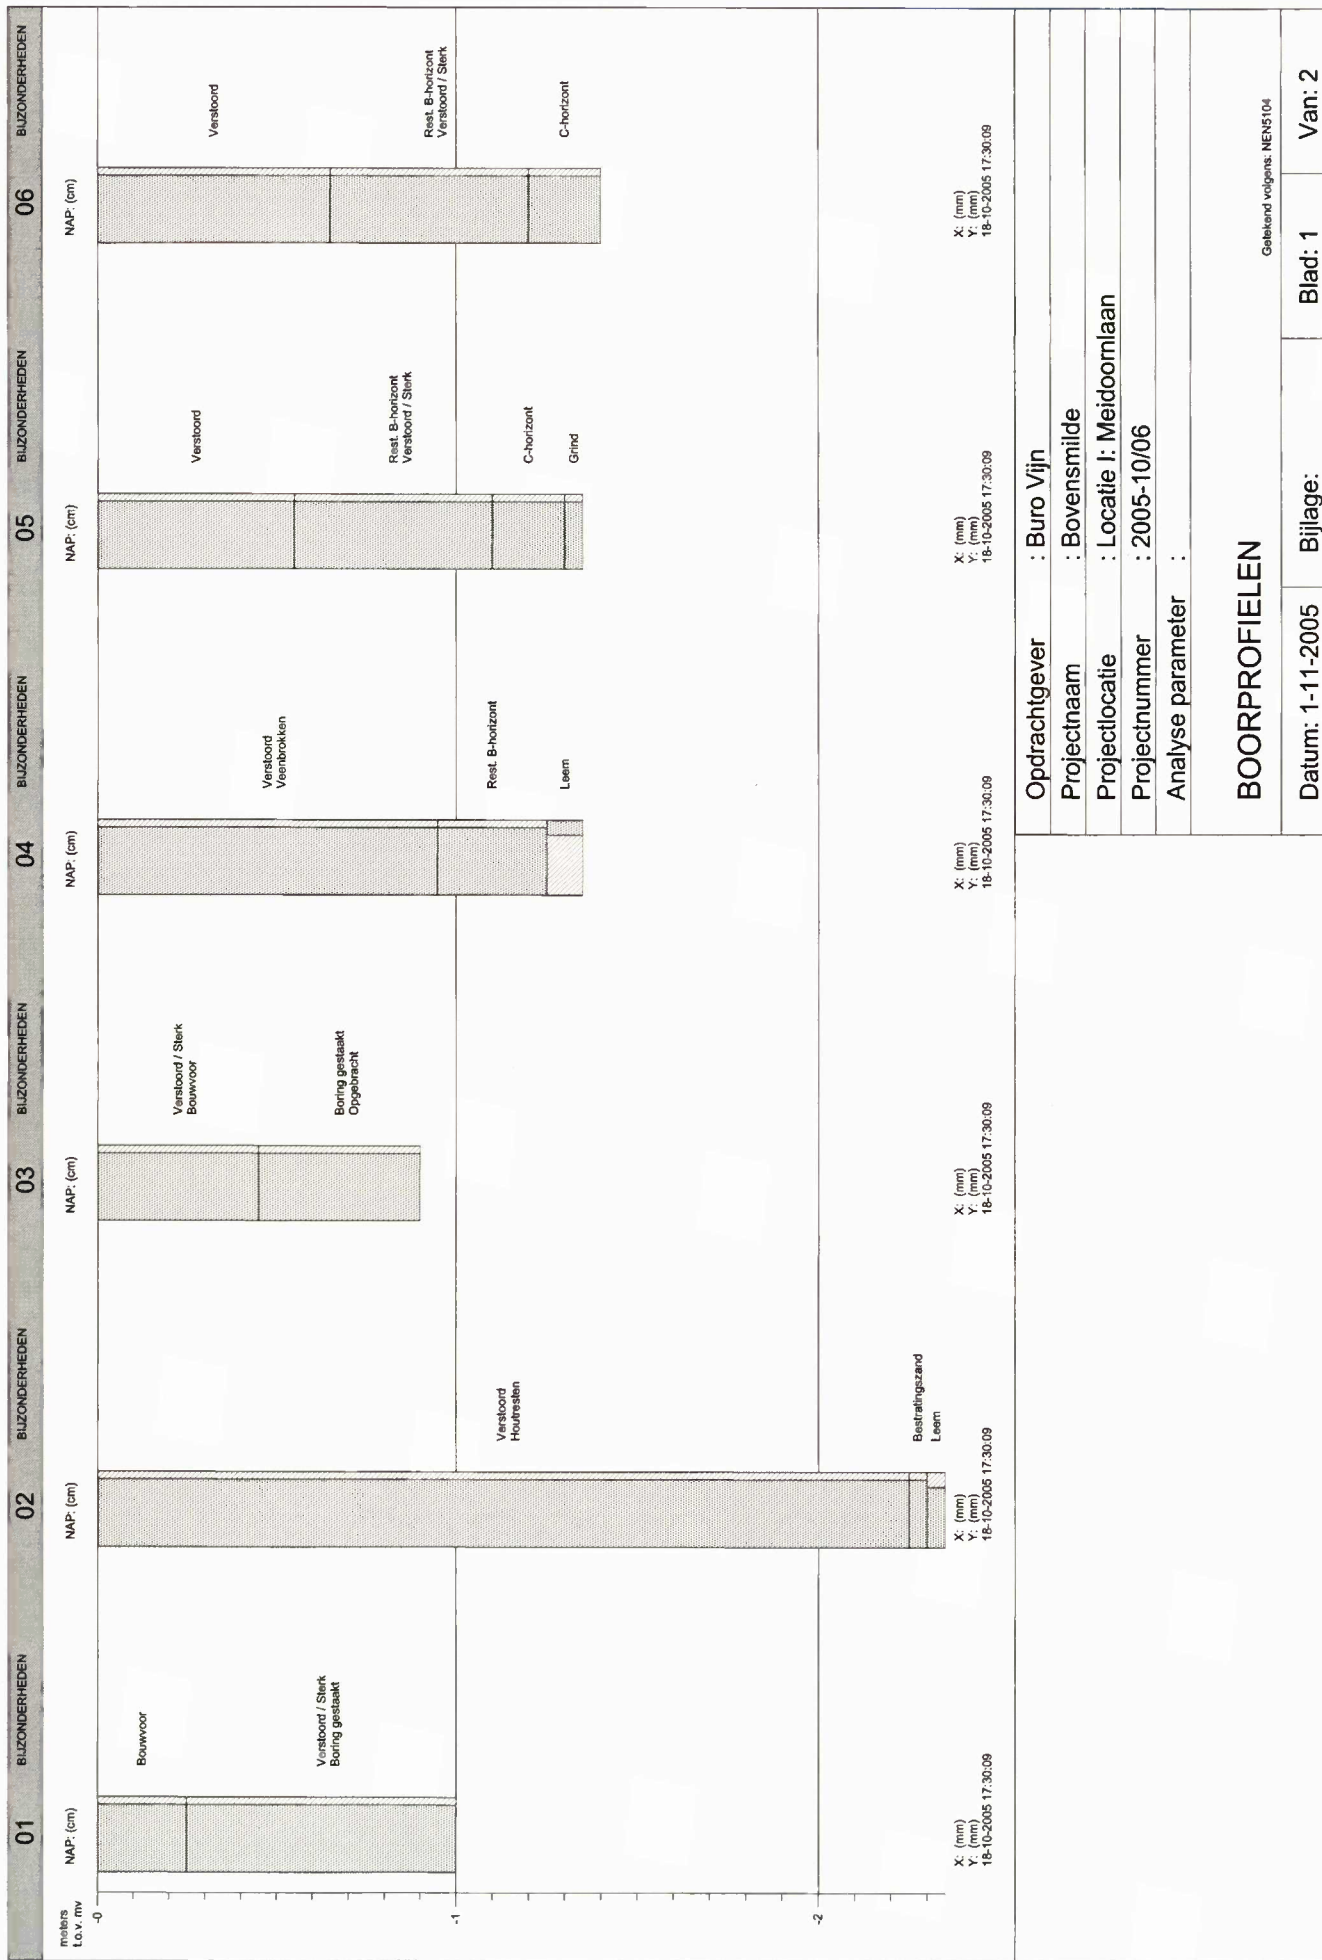 01 BIJZONDERHEDEN 02 BIJZONDERHEDEN 03 BIJZONDERHEDEN 04 BIJZONDERHEDEN 05 BIJZONDERHEDEN 06 BIJZONDERHEDEN
meters
t.o.v. mv
-0
-1
-2
NAP: (cm)
Bouwvoor
Verstoord / Sterk
Boring gestaakt
X: (mm)
Y: (mm)
18-10-2005 17:30:09
NAP: (cm)
Verstoord
Houtresten
Bestratingszand
Leem
X: (mm)
Y: (mm)
18-10-2005 17:30:09
NAP: (cm)
Verstoord / Sterk
Bouwvoor
Boring gestaakt
Opgebracht
X: (mm)
Y: (mm)
18-10-2005 17:30:09
NAP: (cm)
Verstoord
Veenbrokken
Rest. B-horizont
Leem
X: (mm)
Y: (mm)
18-10-2005 17:30:09
NAP: (cm)
Verstoord
Rest. B-horizont
Verstoord / Sterk
C-horizont
Grind
X: (mm)
Y: (mm)
18-10-2005 17:30:09
NAP: (cm)
Verstoord
Rest. B-horizont
Verstoord / Sterk
C-horizont
X: (mm)
Y: (mm)
18-10-2005 17:30:09
Opdrachtgever : Buro Vijn
Projectnaam : Bovensmilde
Projectlocatie : Locatie I: Meidoornlaan
Projectnummer : 2005-10/06
Analyse parameter :
BOORPROFIELEN
Getekend volgens: NEN5104
Datum: 1-11-2005 Bijlage: Blad: 1 Van: 2